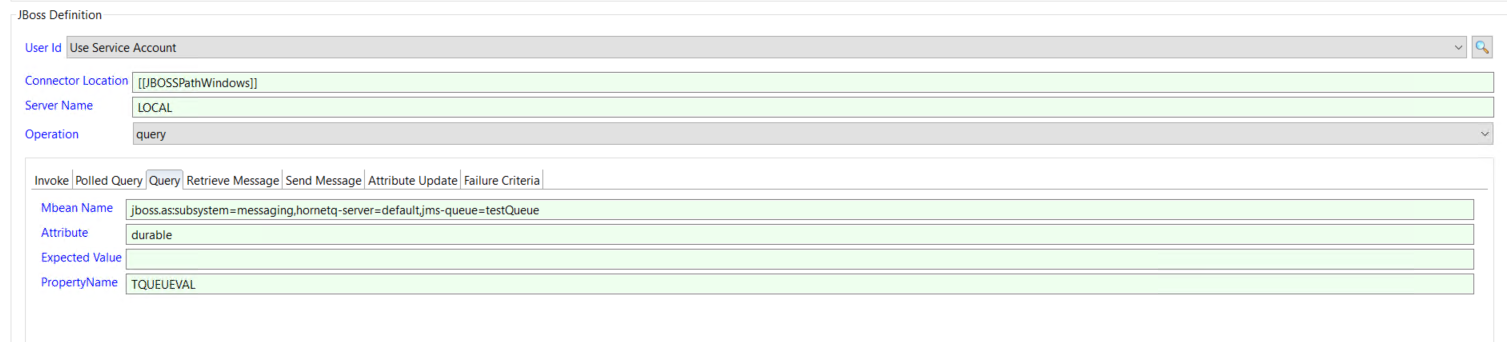 JBoss Definition
User Id Use Service Account
Connector Location [[JBOSSPathWindows]]
Server Name LOCAL
Operation query
Invoke Polled Query Query Retrieve Message Send Message Attribute Update Failure Criteria
Mbean Name jboss.as:subsystem=messaging,hornetq-server=default,jms-queue=testQueue
Attribute durable
Expected Value
PropertyName TQUEUEVAL